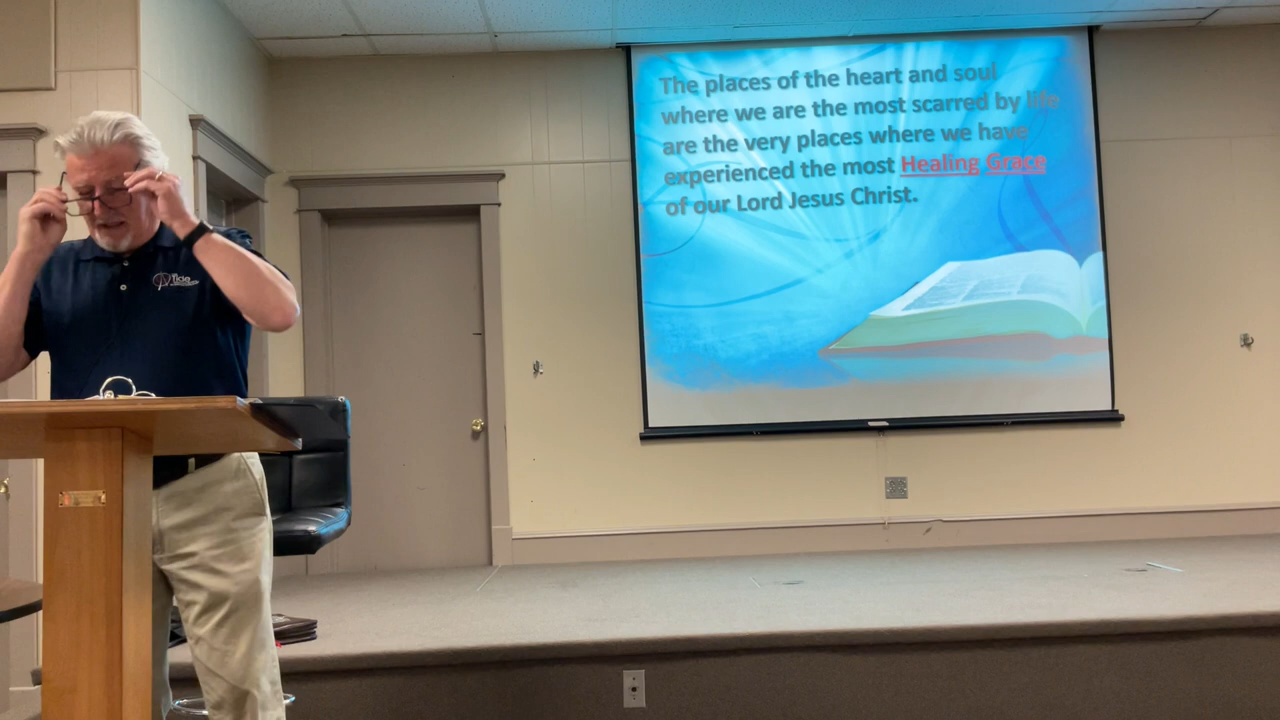 The places of the heart and soul
where we are the most scarred by life
are the very places where we have
experienced the most Healing Grace
of our Lord Jesus Christ.